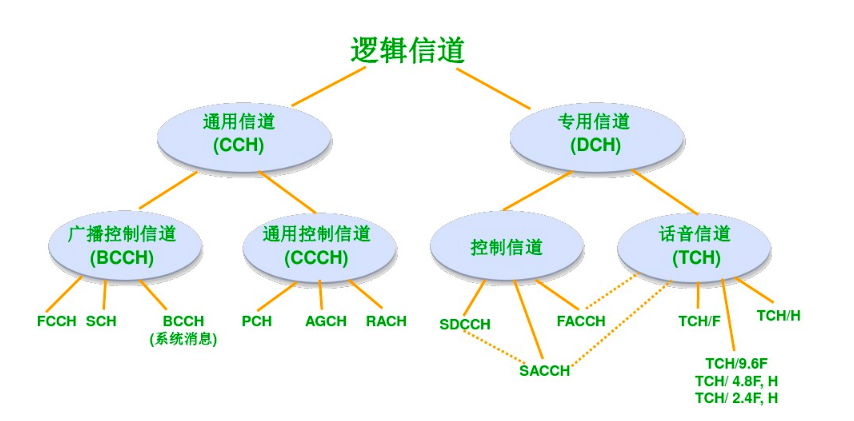 逻辑信道
通用信道
(CCH)
专用信道
(DCH)
广播控制信道
(BCCH)
通用控制信道
(CCCH)
控制信道
话音信道
(TCH)
FCCH
SCH
BCCH
(系统消息)
PCH
AGCH
RACH
SDCCH
FACCH
SACCH
TCH/F
TCH/H
TCH/9.6F
TCH/ 4.8F, H
TCH/ 2.4F, H